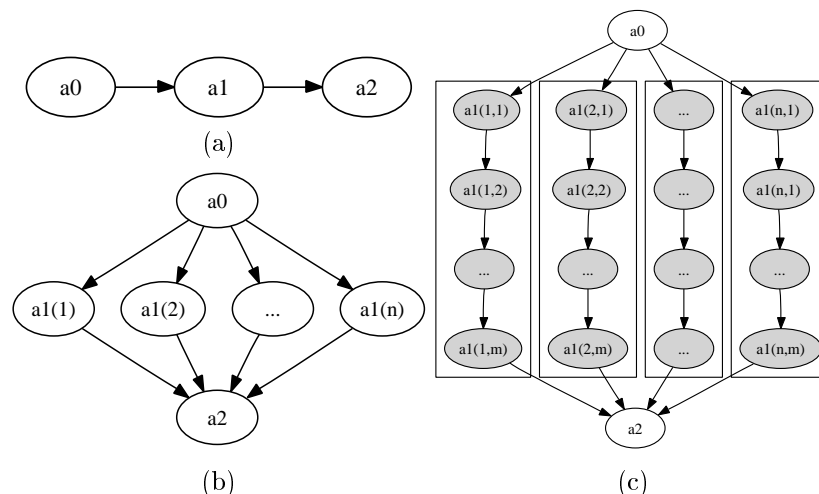 a0 a1 a2
(a)
a0
a1(1) a1(2) ... a1(n)
a2
(b)
a0
a1(1,1) a1(2,1) ... a1(n,1)
a1(1,2) a1(2,2) ... a1(n,1)
... ... ... ...
a1(1,m) a1(2,m) ... a1(n,m)
a2
(c)